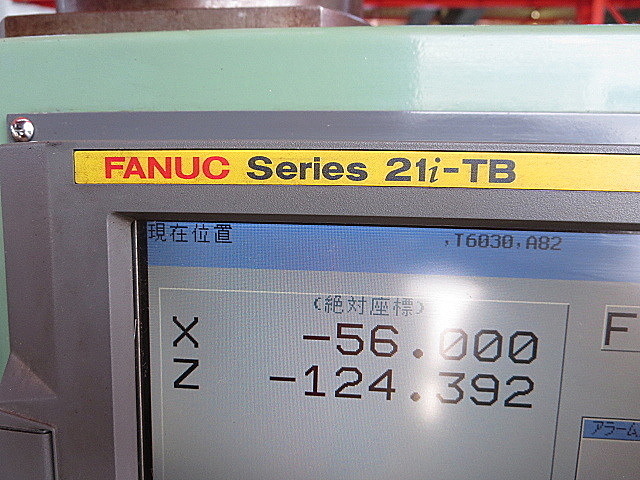 FANUC Series 21i-TB
現在位置 ,T6030,A82
(絶対座標)
X -56.000
F
Z -124.392
アラーム